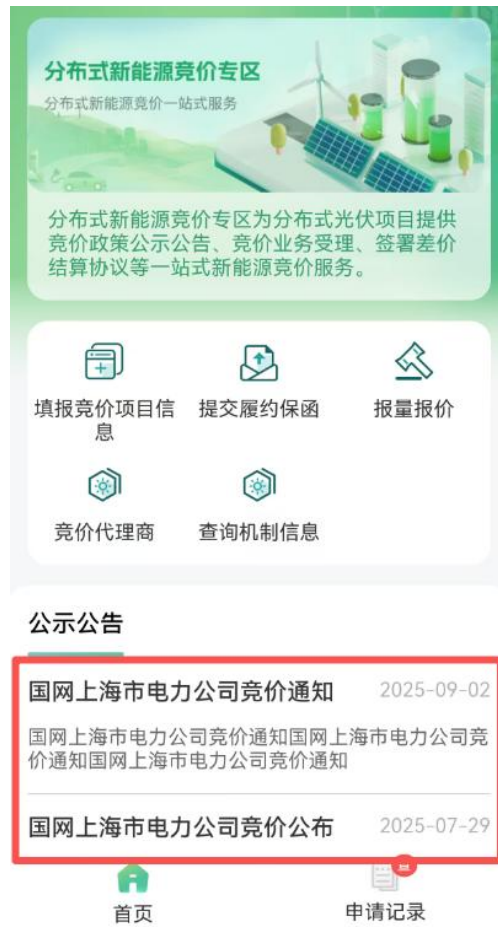 分布式新能源竞价专区
分布式新能源竞价一站式服务
分布式新能源竞价专区为分布式光伏项目提供
竞价政策公示公告、竞价业务受理、签署差价
结算协议等一站式新能源竞价服务。
填报竞价项目信
息
提交履约保函
报量报价
竞价代理商
查询机制信息
公示公告
国网上海市电力公司竞价通知 2025-09-02
国网上海市电力公司竞价通知国网上海市电力公司竞
价通知国网上海市电力公司竞价通知
国网上海市电力公司竞价公布 2025-07-29
首页
申请记录